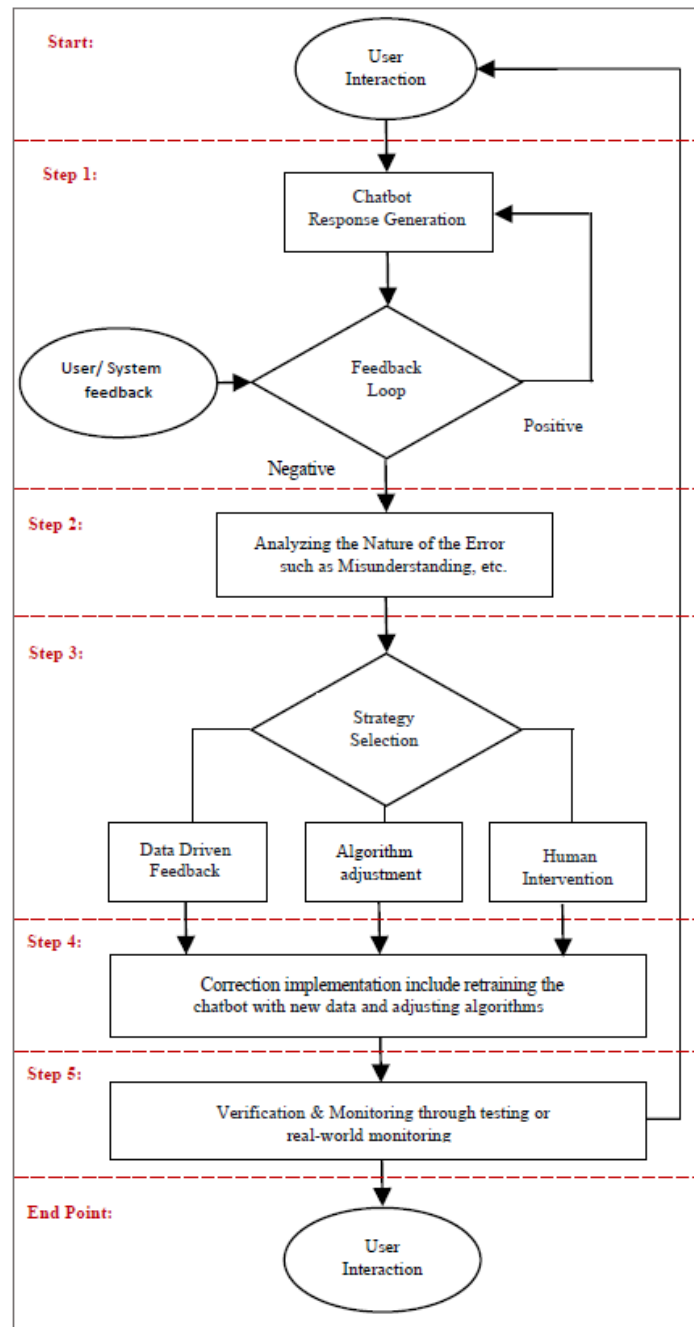 Start:
User
Interaction
Step 1:
Chatbot
Response Generation
User/ System
feedback
Feedback
Loop
Positive
Negative
Step 2:
Analyzing the Nature of the Error
such as Misunderstanding, etc.
Step 3:
Strategy
Selection
Data Driven
Feedback
Algorithm
adjustment
Human
Intervention
Step 4:
Correction implementation include retraining the
chatbot with new data and adjusting algorithms
Step 5:
Verification & Monitoring through testing or
real-world monitoring
End Point:
User
Interaction